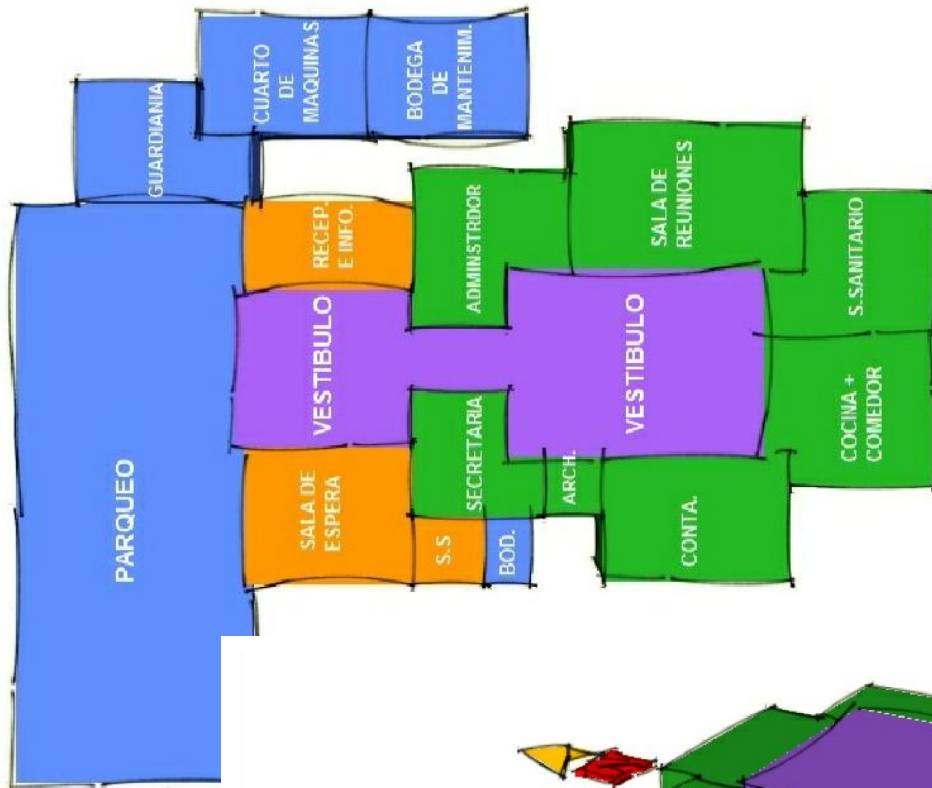 GUARDIANIA
CUARTO
DE
MAQUINAS
BODEGA
DE
MANTENIM.
PARQUEO
RECEP.
E INFO.
ADMINSTRDOR
SALA DE
REUNIONES
S.SANITARIO
VESTIBULO
VESTIBULO
COCINA +
COMEDOR
SALA DE
ESPERA
SECRETARIA
ARCH.
CONTA.
S.S
BOD.